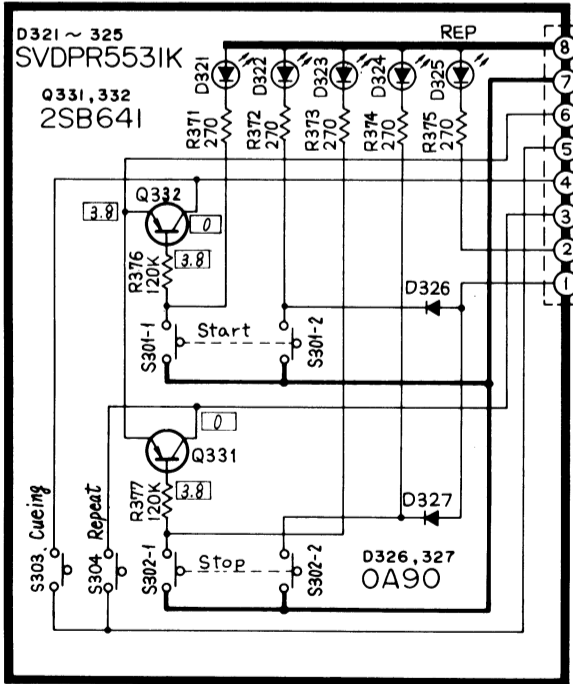 D321 ~ 325
SVDPR5531K
Q331, 332
2SB641
REP
D321
D322
D323
D324
D325
R371
270
R372
270
R373
270
R374
270
R375
270
8
7
6
5
4
3
2
1
Q332
3.8
0
3.8
R376
120K
D326
S301-1
Start
S301-2
0
Q331
3.8
R377
120K
D327
S303, Cueing
S304 Repeat
S302-1
Stop
S302-2
D326, 327
OA90